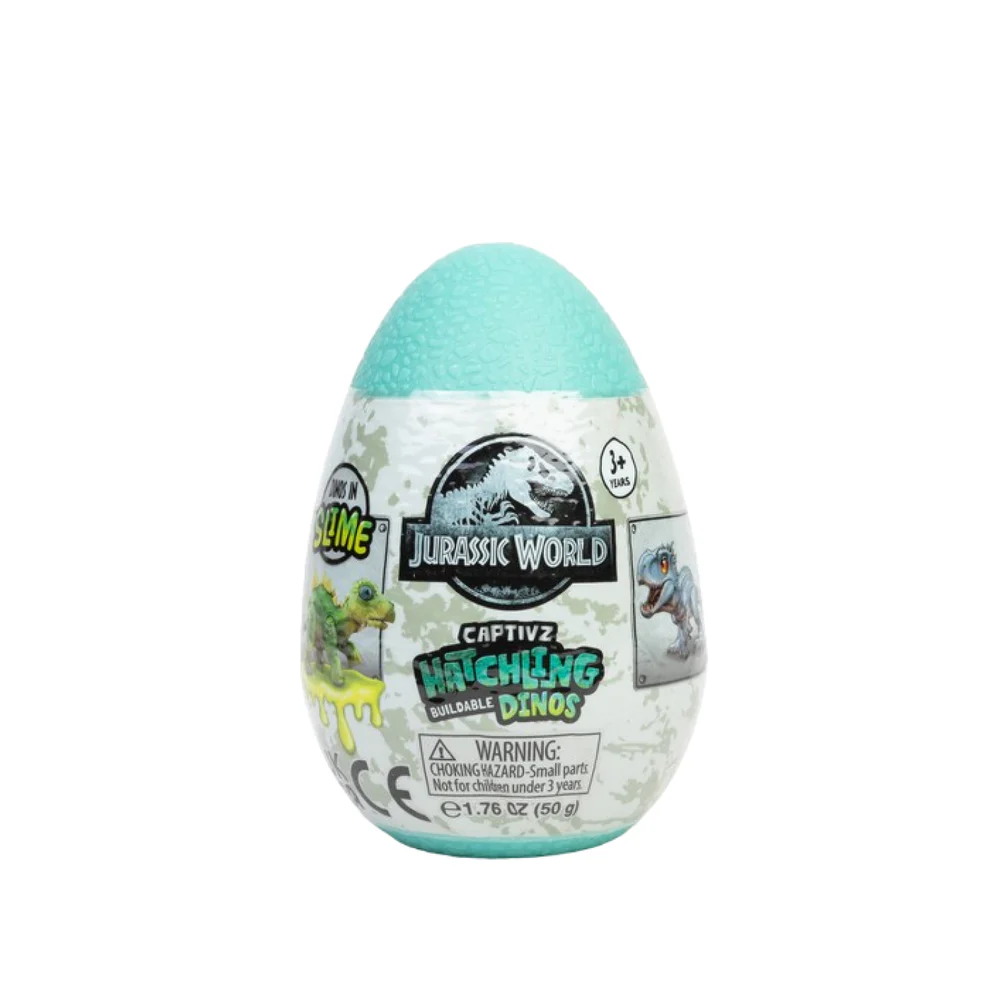 DINOS IN
SLIME
3+
YEARS
JURASSIC WORLD
CAPTIVZ
HATCHLING
BUILDABLE DINOS
WARNING:
CHOKING HAZARD-Small parts.
Not for children under 3 years.
CE
℮1.76 OZ (50 g)